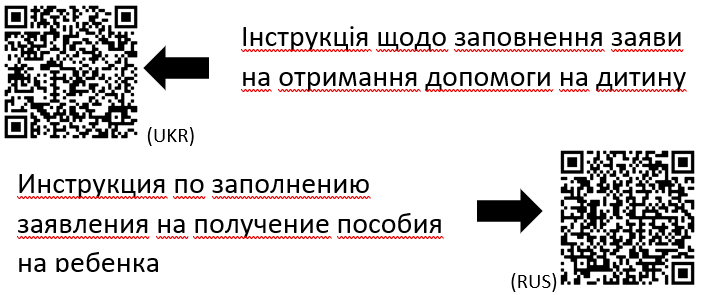 Інструкція щодо заповнення заяви
на отримання допомоги на дитину
(UKR)
Инструкция по заполнению
заявления на получение пособия
на ребенка
(RUS)